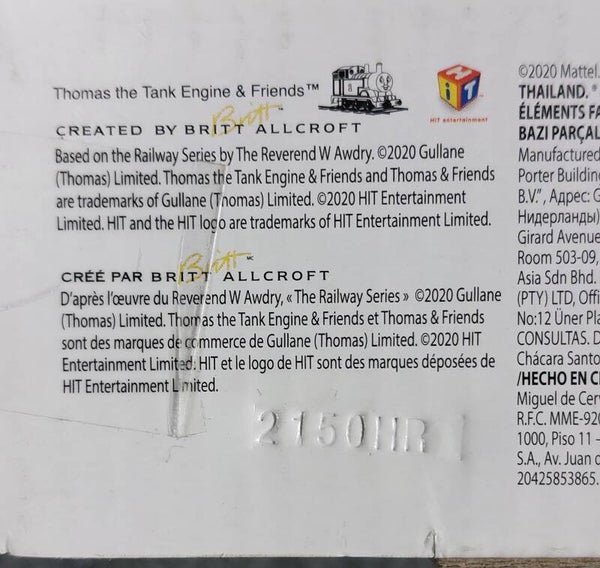 Thomas the Tank Engine & Friends™
HiT
HIT entertainment
Britt™
CREATED BY BRITT ALLCROFT
Based on the Railway Series by The Reverend W Awdry. ©2020 Gullane
(Thomas) Limited. Thomas the Tank Engine & Friends and Thomas & Friends
are trademarks of Gullane (Thomas) Limited. ©2020 HIT Entertainment
Limited. HIT and the HIT logo are trademarks of HIT Entertainment Limited.
Britt MC
CRÉÉ PAR BRITT ALLCROFT
D'après l'œuvre du Reverend W Awdry, « The Railway Series » ©2020 Gullane
(Thomas) Limited. Thomas the Tank Engine & Friends et Thomas & Friends
sont des marques de commerce de Gullane (Thomas) Limited. ©2020 HIT
Entertainment Limited. HIT et le logo de HIT sont des marques déposées de
HIT Entertainment Limited.
2150HR
©2020 Mattel.
THAILAND. ®
ÉLÉMENTS FA
BAZI PARÇAL
Manufactured
Porter Building
B.V.", Адрес: G
Нидерланды)
Girard Avenue
Room 503-09,
Asia Sdn Bhd.
(PTY) LTD, Offi
No:12 Üner Pla
CONSULTAS. D
Chácara Santo
/HECHO EN C
Miguel de Cerv
R.F.C. MME-920
1000, Piso 11 –
S.A., Av. Juan d
20425853865.